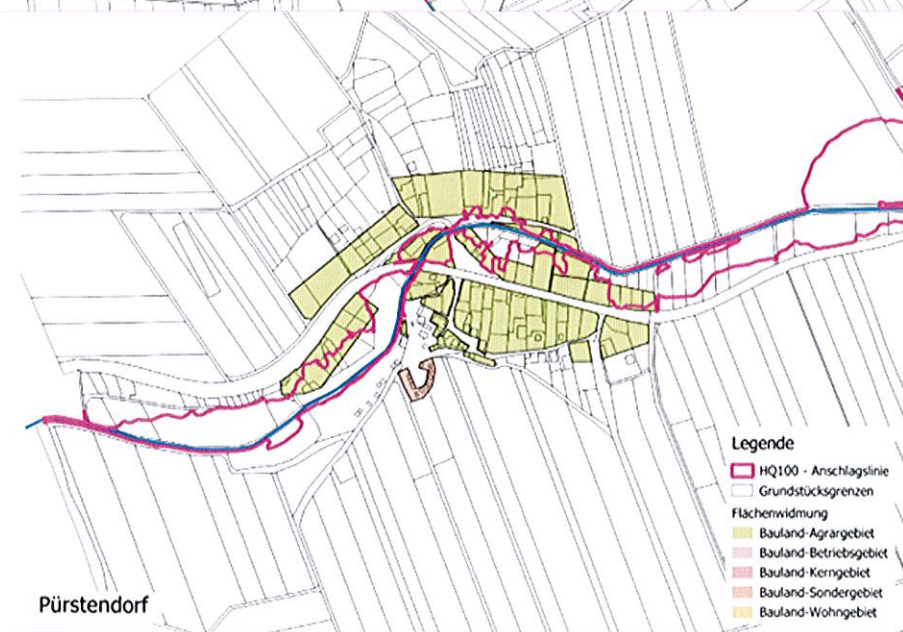 Legende
HQ100 - Anschlagslinie
Grundstücksgrenzen
Flächenwidmung
Bauland-Agrargebiet
Bauland-Betriebsgebiet
Bauland-Kerngebiet
Bauland-Sondergebiet
Bauland-Wohngebiet
Pürstendorf